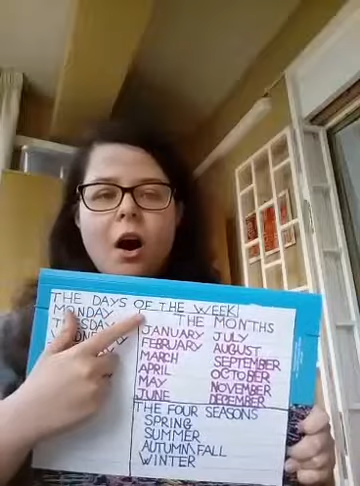 THE DAYS OF THE WEEK
MONDAY
TUESDAY
THE MONTHS
JANUARY JULY
FEBRUARY AUGUST
MARCH SEPTEMBER
APRIL OCTOBER
MAY NOVEMBER
JUNE DECEMBER
THE FOUR SEASONS
SPRING
SUMMER
AUTUMN\FALL
WINTER